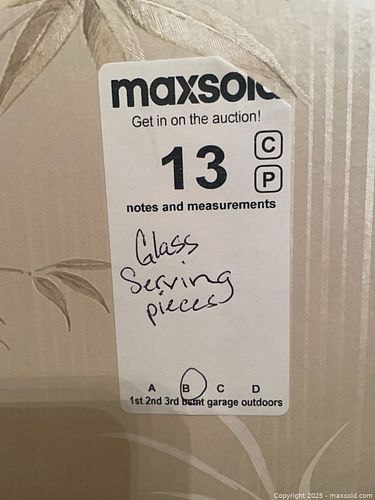 maxsold
Get in on the auction!
13 C
P
notes and measurements
Glass
Serving
pieces
A B C D
1st 2nd 3rd bsmt garage outdoors
Copyright 2025 - maxsold.com